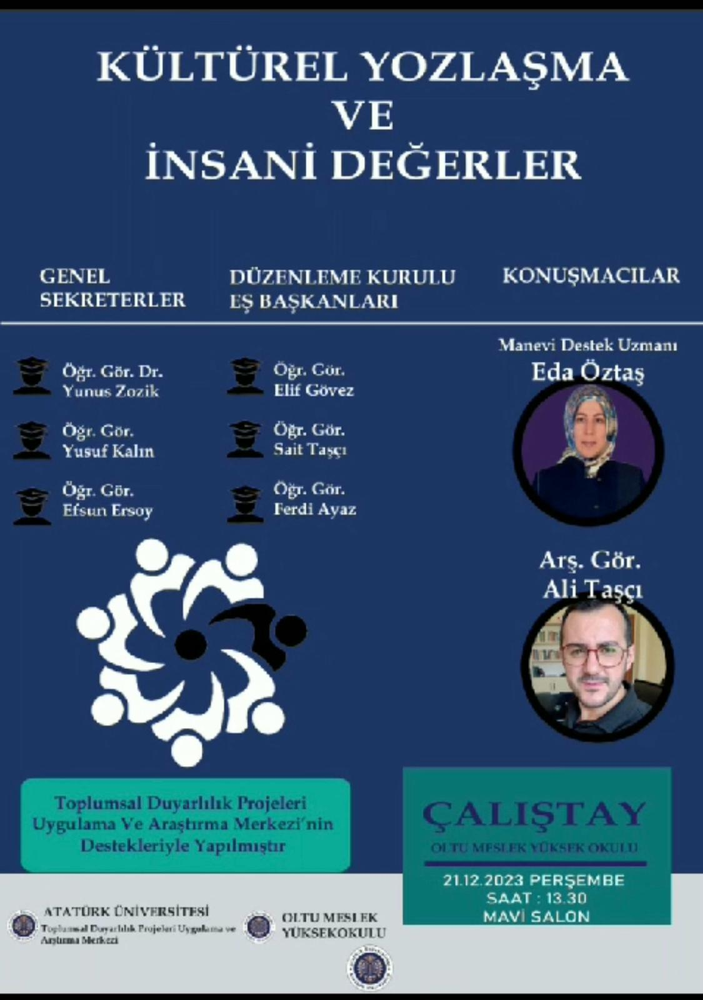 KÜLTÜREL YOZLAŞMA
VE
İNSANİ DEĞERLER
GENEL
SEKRETERLER
DÜZENLEME KURULU
EŞ BAŞKANLARI
KONUŞMACILAR
Öğr. Gör. Dr.
Yunus Zozik
Öğr. Gör.
Yusuf Kalın
Öğr. Gör.
Efsun Ersoy
Öğr. Gör.
Elif Gövez
Öğr. Gör.
Sait Taşçı
Öğr. Gör.
Ferdi Ayaz
Manevi Destek Uzmanı
Eda Öztaş
Arş. Gör.
Ali Taşçı
Toplumsal Duyarlılık Projeleri
Uygulama Ve Araştırma Merkezi'nin
Destekleriyle Yapılmıştır
ÇALIŞTAY
OLTU MESLEK YÜKSEK OKULU
21.12.2023 PERŞEMBE
SAAT : 13.30
MAVİ SALON
ATATÜRK ÜNİVERSİTESİ
Toplumsal Duyarlılık Projeleri Uygulama ve
Arştırma Merkezi
OLTU MESLEK
YÜKSEKOKULU